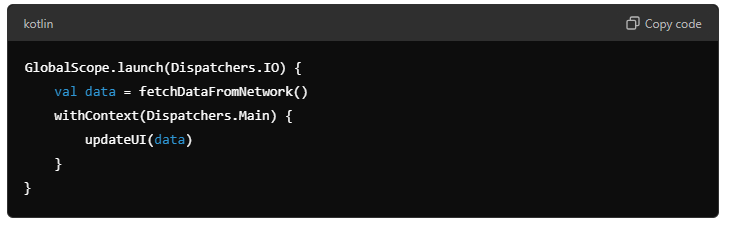 kotlin
Copy code
GlobalScope.launch(Dispatchers.IO) {
    val data = fetchDataFromNetwork()
    withContext(Dispatchers.Main) {
        updateUI(data)
    }
}